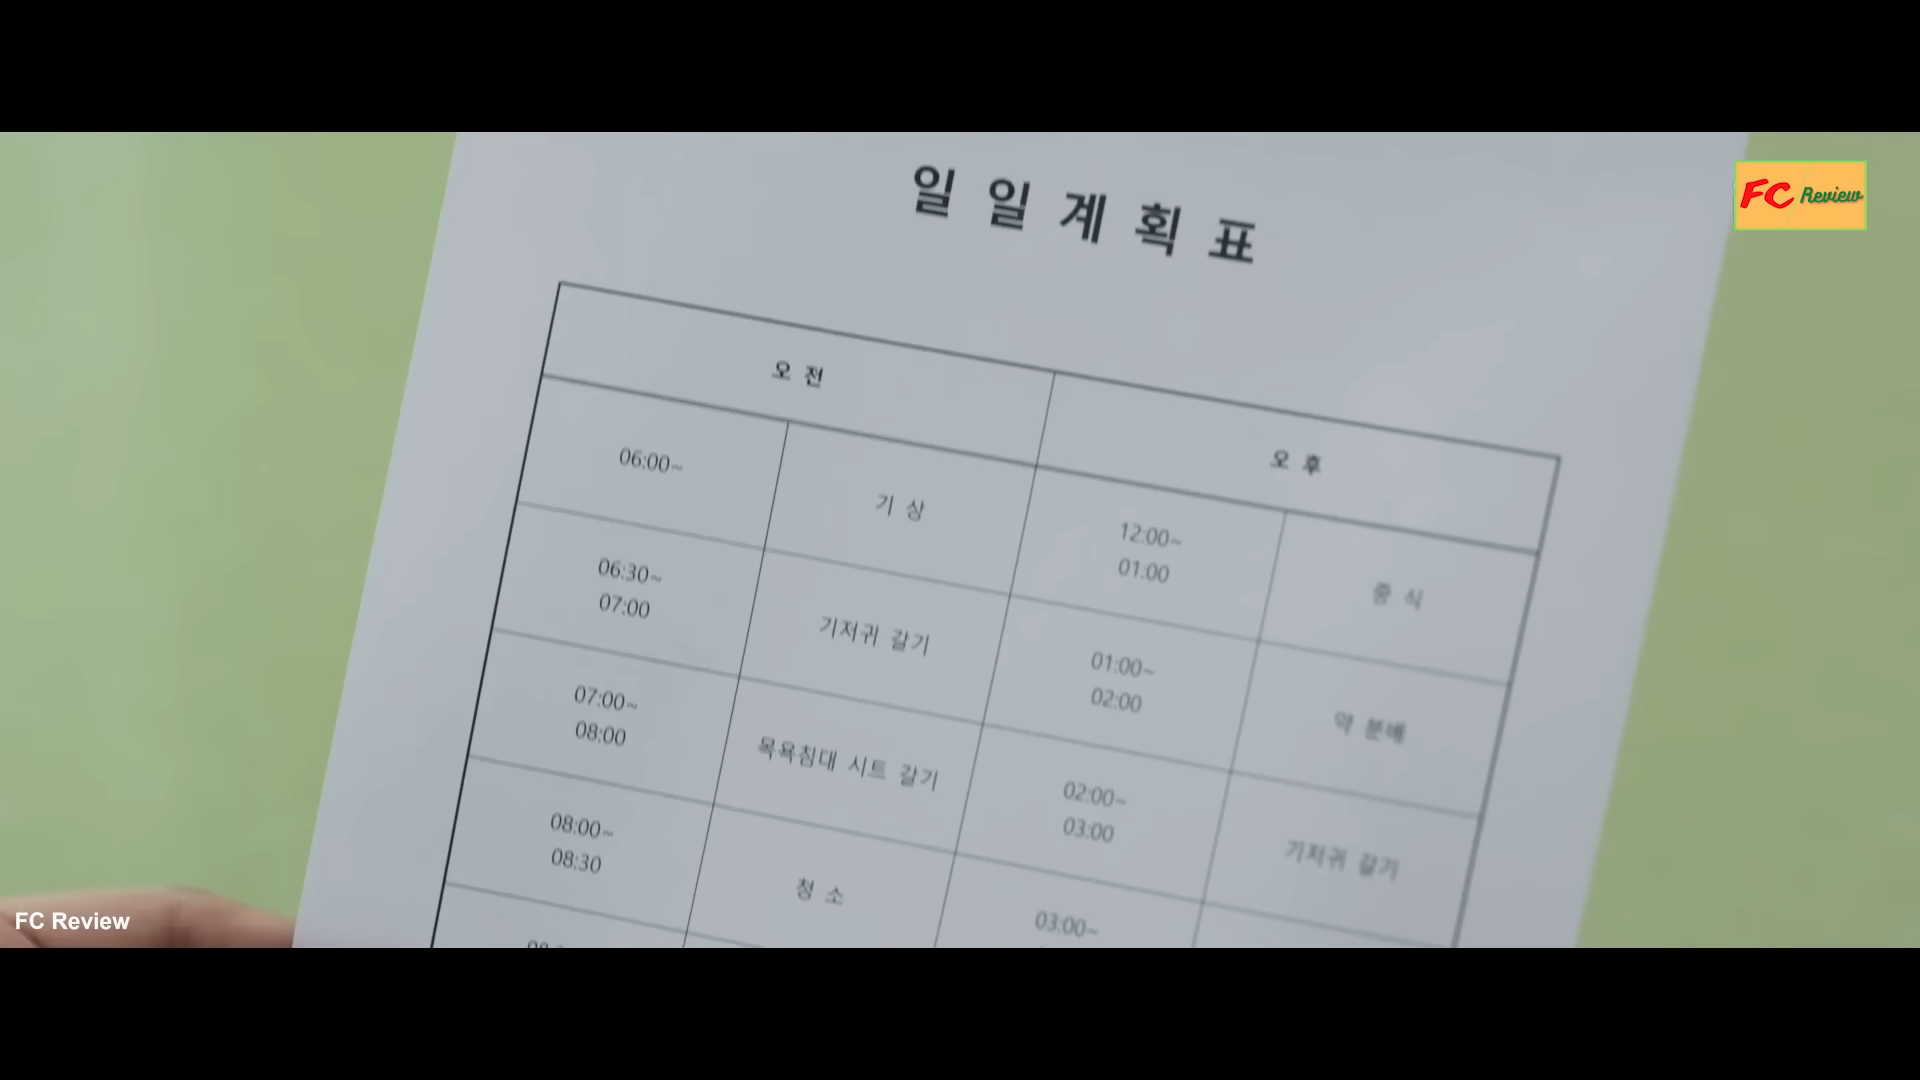 일 일 계 획 표
FC Review
오 전
오 후
06:00~
기 상
12:00~
01:00
중 식
06:30~
07:00
기저귀 갈기
01:00~
02:00
약 분배
07:00~
08:00
목욕침대 시트 갈기
02:00~
03:00
기저귀 갈기
08:00~
08:30
청 소
03:00~
FC Review